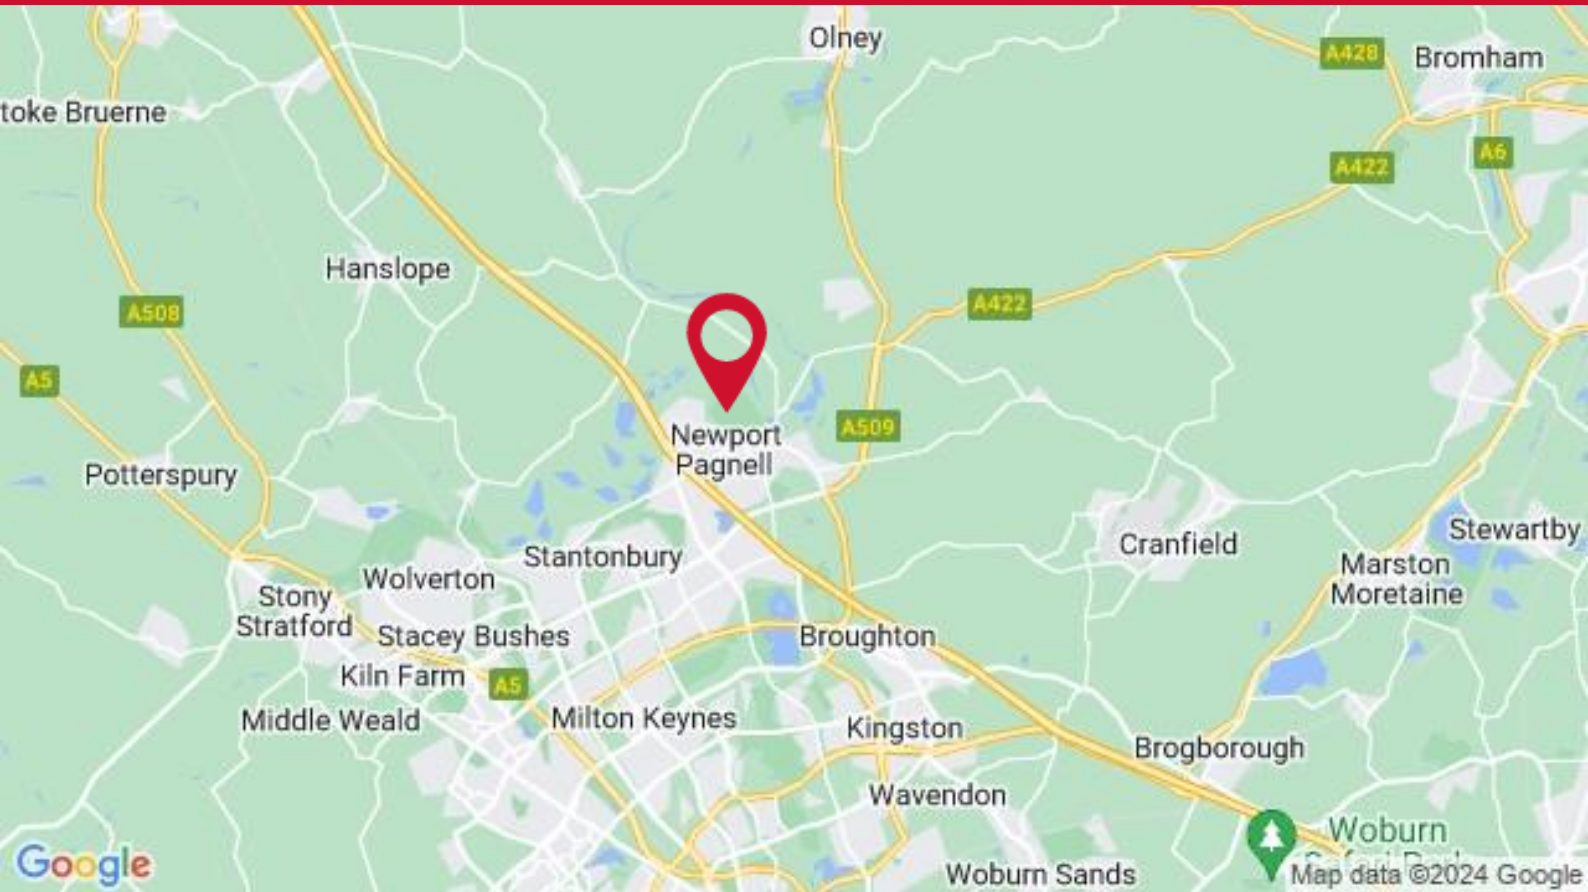 Olney
A428
Bromham
toke Bruerne
A6
A422
Hanslope
A508
A422
A5
A509
Newport
Pagnell
Potterspury
Stewartby
Cranfield
Stantonbury
Marston
Moretaine
Wolverton
Stony
Stratford
Stacey Bushes
Broughton
Kiln Farm
A5
Middle Weald
Milton Keynes
Kingston
Brogborough
Wavendon
Woburn
Google
Woburn Sands
Map data ©2024 Google